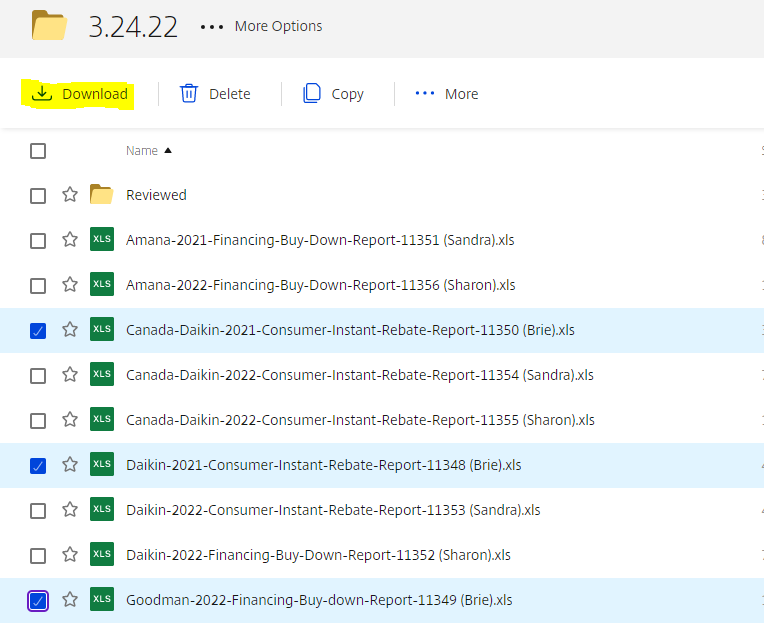 3.24.22 ••• More Options
Download Delete Copy ••• More
Name
Reviewed
XLS Amana-2021-Financing-Buy-Down-Report-11351 (Sandra).xls
XLS Amana-2022-Financing-Buy-Down-Report-11356 (Sharon).xls
XLS Canada-Daikin-2021-Consumer-Instant-Rebate-Report-11350 (Brie).xls
XLS Canada-Daikin-2022-Consumer-Instant-Rebate-Report-11354 (Sandra).xls
XLS Canada-Daikin-2022-Consumer-Instant-Rebate-Report-11355 (Sharon).xls
XLS Daikin-2021-Consumer-Instant-Rebate-Report-11348 (Brie).xls
XLS Daikin-2022-Consumer-Instant-Rebate-Report-11353 (Sandra).xls
XLS Daikin-2022-Financing-Buy-Down-Report-11352 (Sharon).xls
XLS Goodman-2022-Financing-Buy-down-Report-11349 (Brie).xls